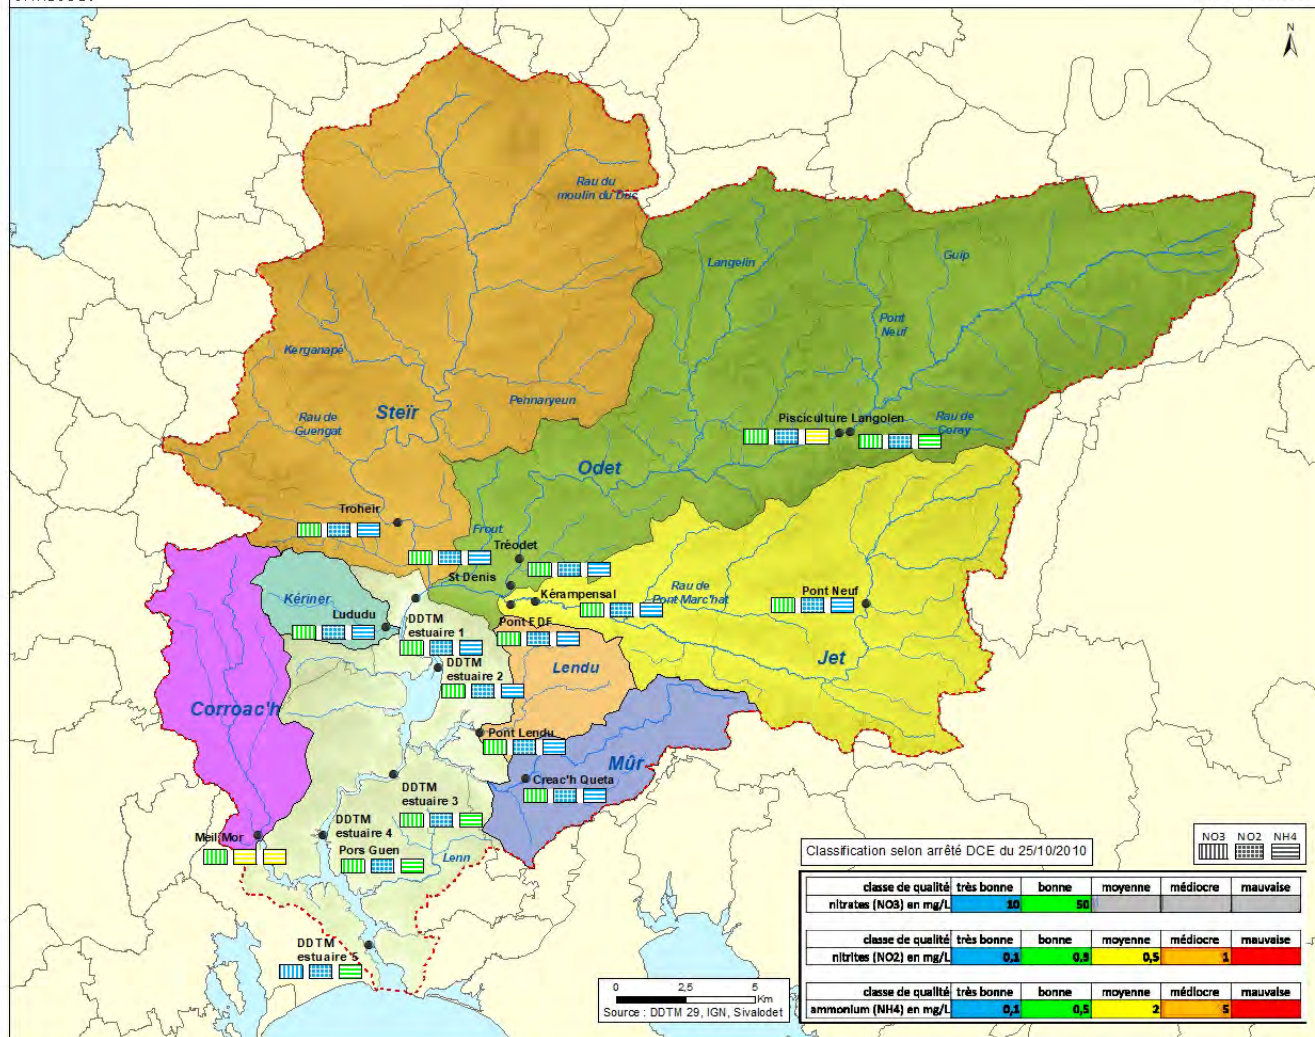 N
Rau du
moulin du Duc
Langelin
Guip
Pont
Neuf
Kerganapé
Pennaryeun
Steïr
Rau de
Guengat
Pisciculture Langolen
Rau de
Coray
Odet
Troheir
Frout
Tréodet
St Denis
Kérampensal
Rau de
Pont Marc'hat
Pont Neuf
Kériner
Lududu
DDTM
estuaire 1
Pont EDF
Jet
DDTM
estuaire 2
Lendu
Corroac'h
Pont Lendu
Mûr
Creac'h Queta
DDTM
estuaire 3
DDTM
estuaire 4
Meil Mor
Pors Guen
Lenn
DDTM
estuaire 5
NO3 NO2 NH4
Classification selon arrêté DCE du 25/10/2010
classe de qualité très bonne bonne moyenne médiocre mauvaise
nitrates (NO3) en mg/L 10 50
classe de qualité très bonne bonne moyenne médiocre mauvaise
nitrites (NO2) en mg/L 0,1 0,3 0,5 1
classe de qualité très bonne bonne moyenne médiocre mauvaise
ammonium (NH4) en mg/L 0,1 0,5 2 5
0 2,5 5
Km
Source : DDTM 29, IGN, Sivalodet